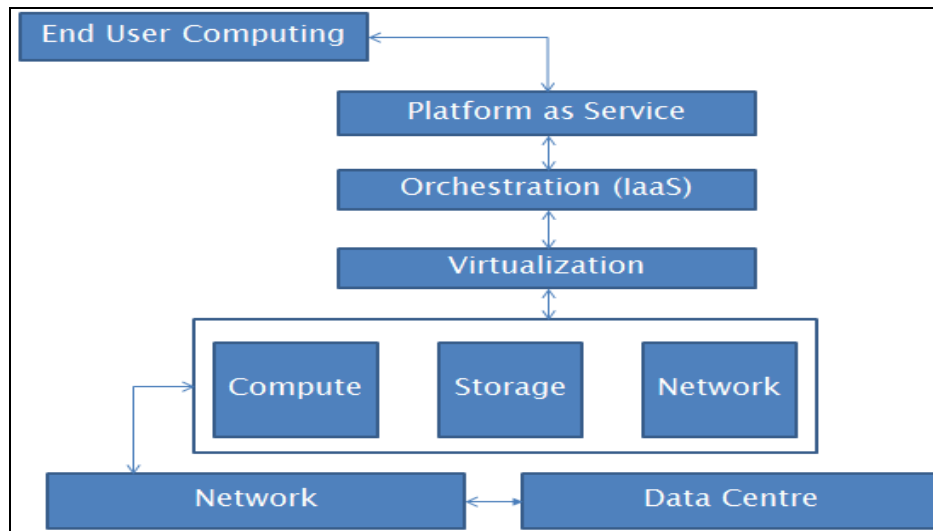 End User Computing
Platform as Service
Orchestration (IaaS)
Virtualization
Compute
Storage
Network
Network
Data Centre